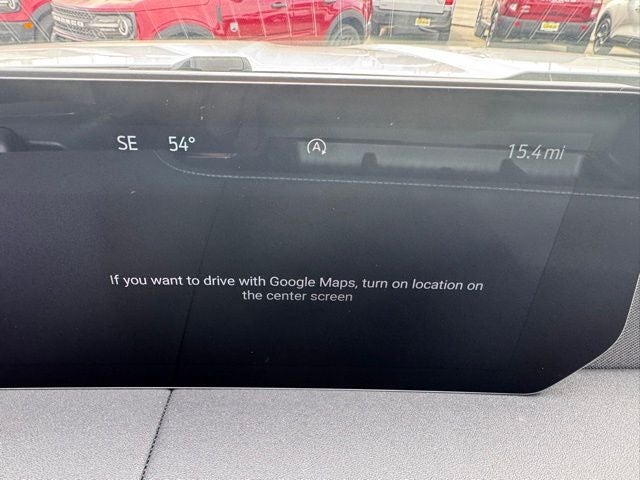 SE 54° A 15.4 mi
If you want to drive with Google Maps, turn on location on
the center screen